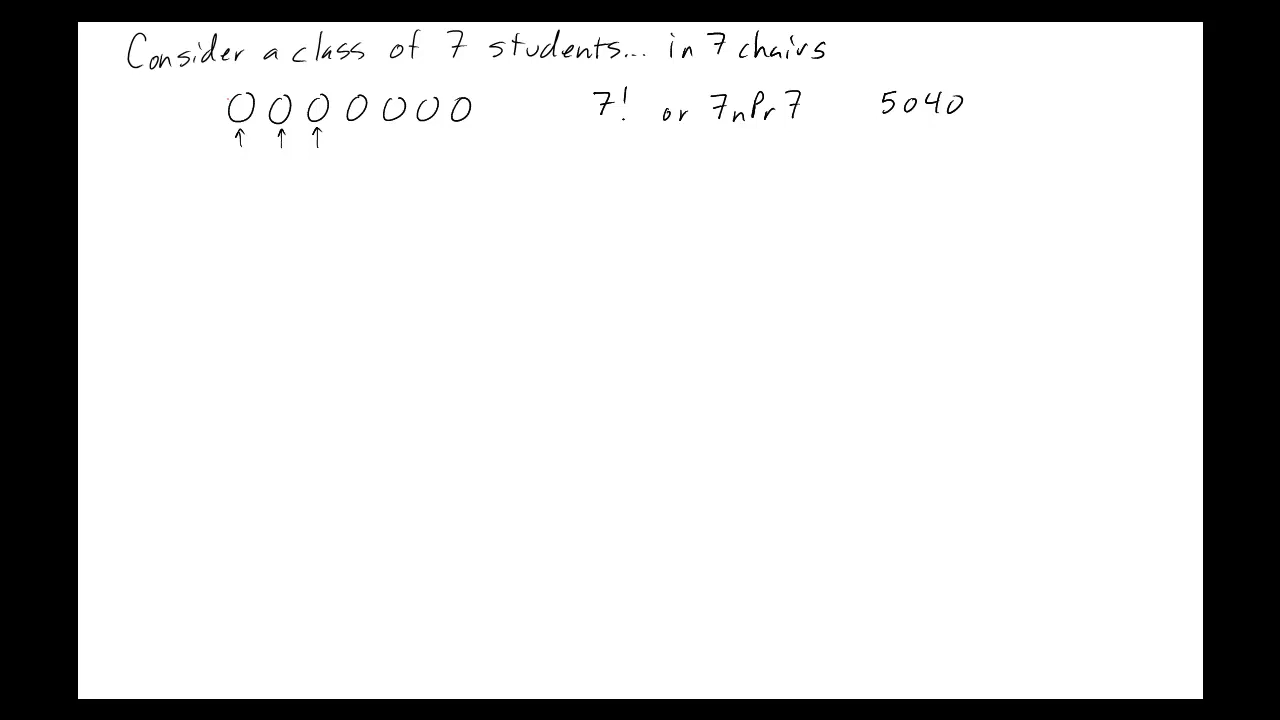 Consider a class of 7 students... in 7 chairs
7! or 7nPr7 5040